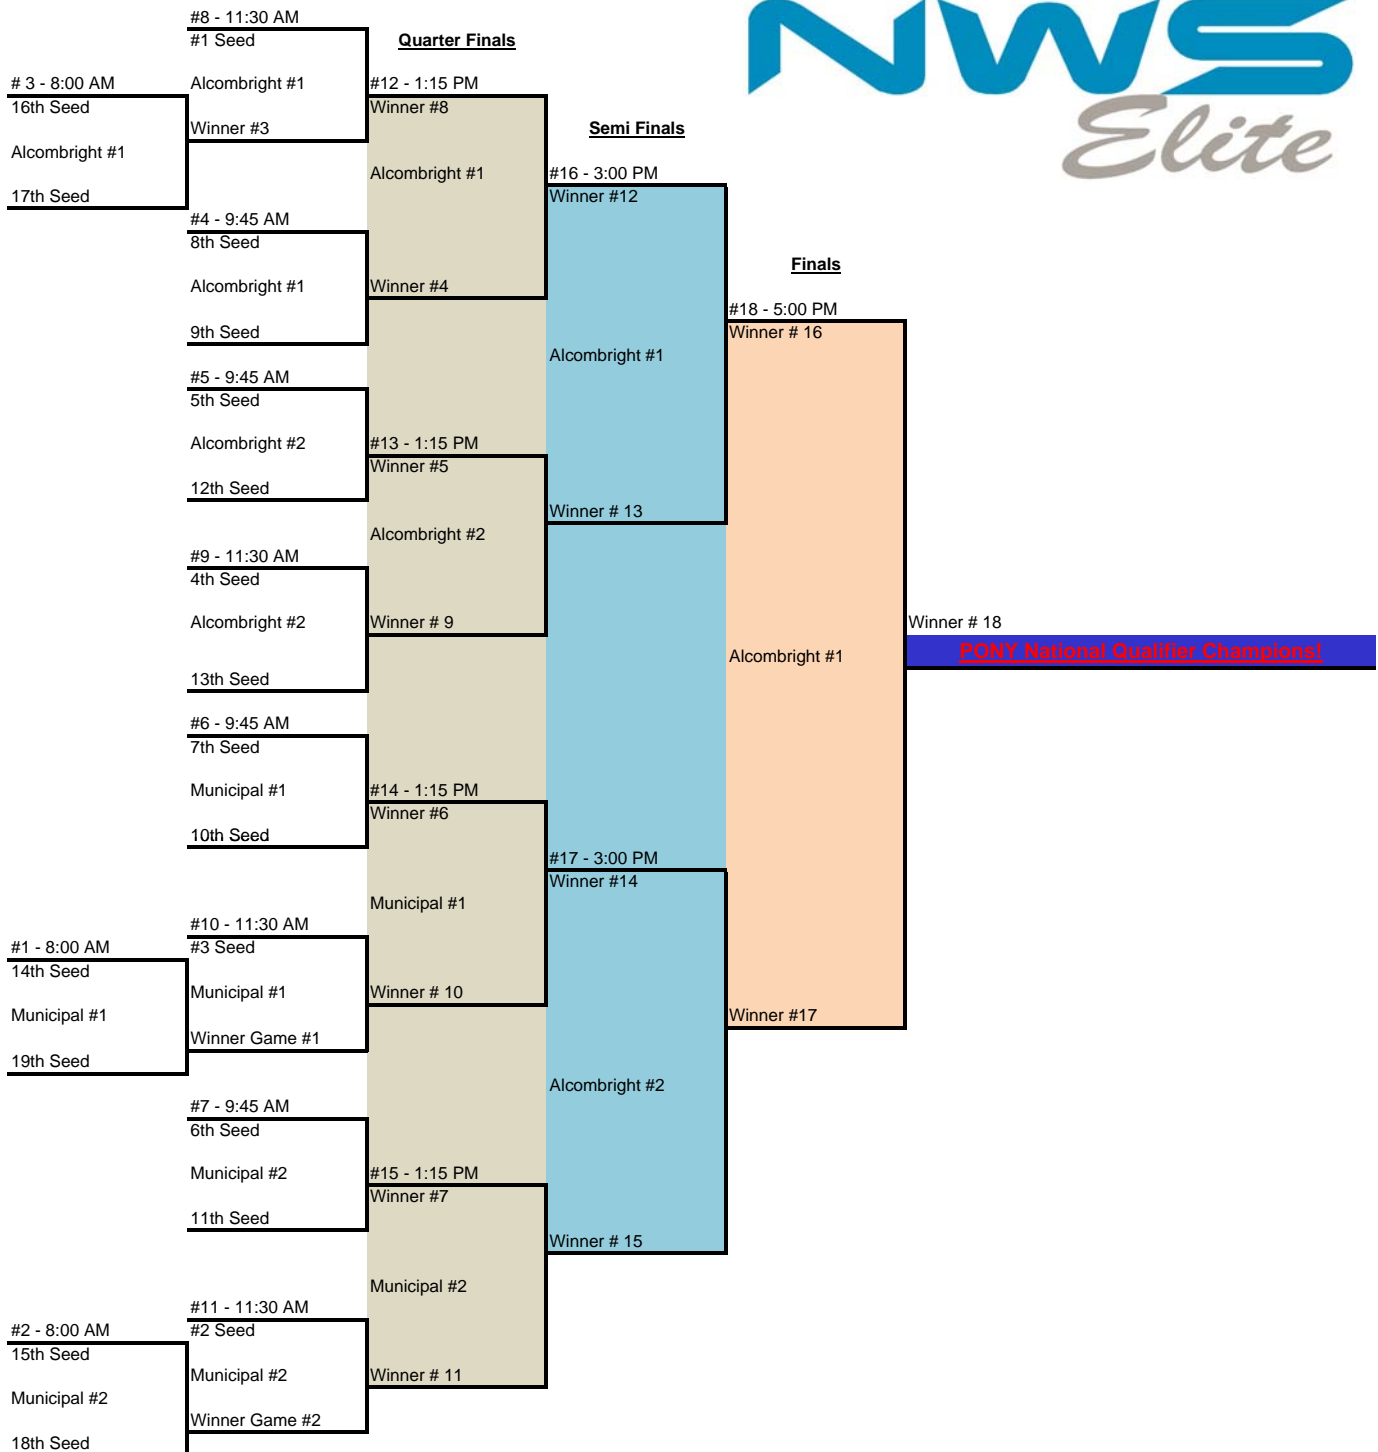 NWS
Elite
#8 - 11:30 AM
#1 Seed
Quarter Finals
# 3 - 8:00 AM
Alcombright #1
#12 - 1:15 PM
16th Seed
Winner #8
Winner #3
Semi Finals
Alcombright #1
Alcombright #1
#16 - 3:00 PM
17th Seed
Winner #12
#4 - 9:45 AM
8th Seed
Finals
Alcombright #1
Winner #4
#18 - 5:00 PM
9th Seed
Winner # 16
Alcombright #1
#5 - 9:45 AM
5th Seed
Alcombright #2
#13 - 1:15 PM
Winner #5
12th Seed
Winner # 13
Alcombright #2
#9 - 11:30 AM
4th Seed
Alcombright #2
Winner # 9
Winner # 18
Alcombright #1
PONY National Qualifier Champions!
13th Seed
#6 - 9:45 AM
7th Seed
Municipal #1
#14 - 1:15 PM
Winner #6
10th Seed
#17 - 3:00 PM
Winner #14
Municipal #1
#10 - 11:30 AM
#1 - 8:00 AM
#3 Seed
14th Seed
Municipal #1
Winner # 10
Municipal #1
Winner #17
Winner Game #1
19th Seed
Alcombright #2
#7 - 9:45 AM
6th Seed
Municipal #2
#15 - 1:15 PM
Winner #7
11th Seed
Winner # 15
Municipal #2
#11 - 11:30 AM
#2 - 8:00 AM
#2 Seed
15th Seed
Municipal #2
Winner # 11
Municipal #2
Winner Game #2
18th Seed